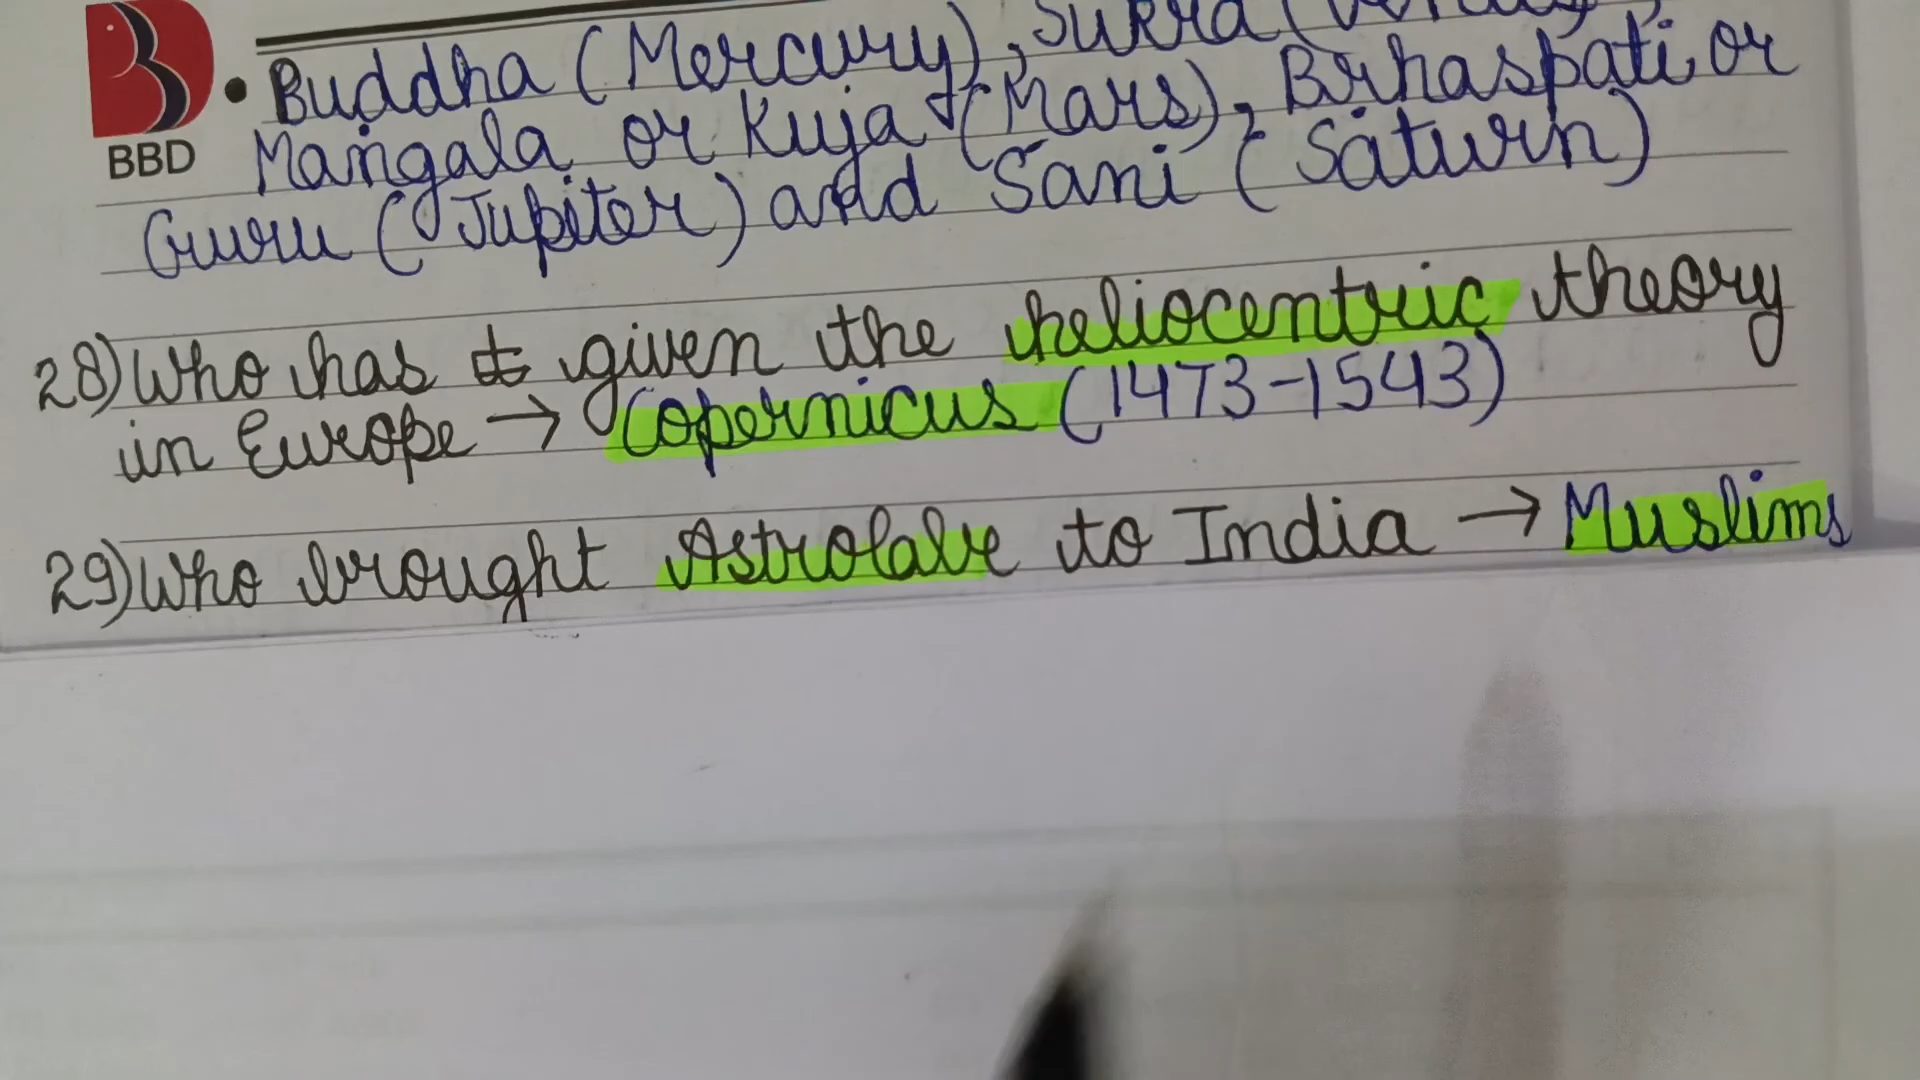 BBD
• Buddha (Mercury), Sukra (Venus),
Mangala or Kuja (Mars), Brhaspati or
Guru (Jupiter) and Sani (Saturn)
28) Who has given the heliocentric theory
in Europe → Copernicus (1473-1543)
29) Who brought Astrolabe to India → Muslims